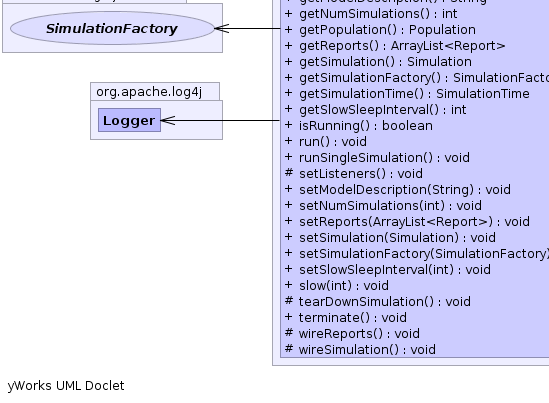 SimulationFactory
org.apache.log4j
Logger
+ getNumSimulations() : int
+ getPopulation() : Population
+ getReports() : ArrayList<Report>
+ getSimulation() : Simulation
+ getSimulationFactory() : SimulationFacto
+ getSimulationTime() : SimulationTime
+ getSlowSleepInterval() : int
+ isRunning() : boolean
+ run() : void
+ runSingleSimulation() : void
# setListeners() : void
+ setModelDescription(String) : void
+ setNumSimulations(int) : void
+ setReports(ArrayList<Report>) : void
+ setSimulation(Simulation) : void
+ setSimulationFactory(SimulationFactory)
+ setSlowSleepInterval(int) : void
+ slow(int) : void
# tearDownSimulation() : void
+ terminate() : void
# wireReports() : void
# wireSimulation() : void
yWorks UML Doclet